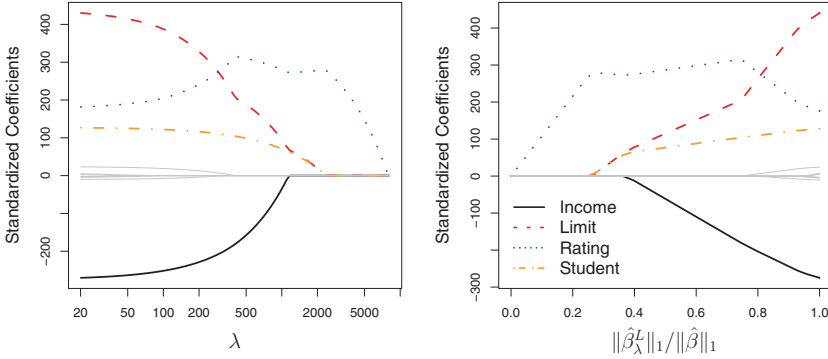 Standardized Coefficients
400
300
200
100
0
-200
20 50 100 200 500 2000 5000
λ
Standardized Coefficients
400
300
200
100
0
-100
-300
Income
Limit
Rating
Student
0.0 0.2 0.4 0.6 0.8 1.0
‖β̂λᴸ‖₁/‖β̂‖₁